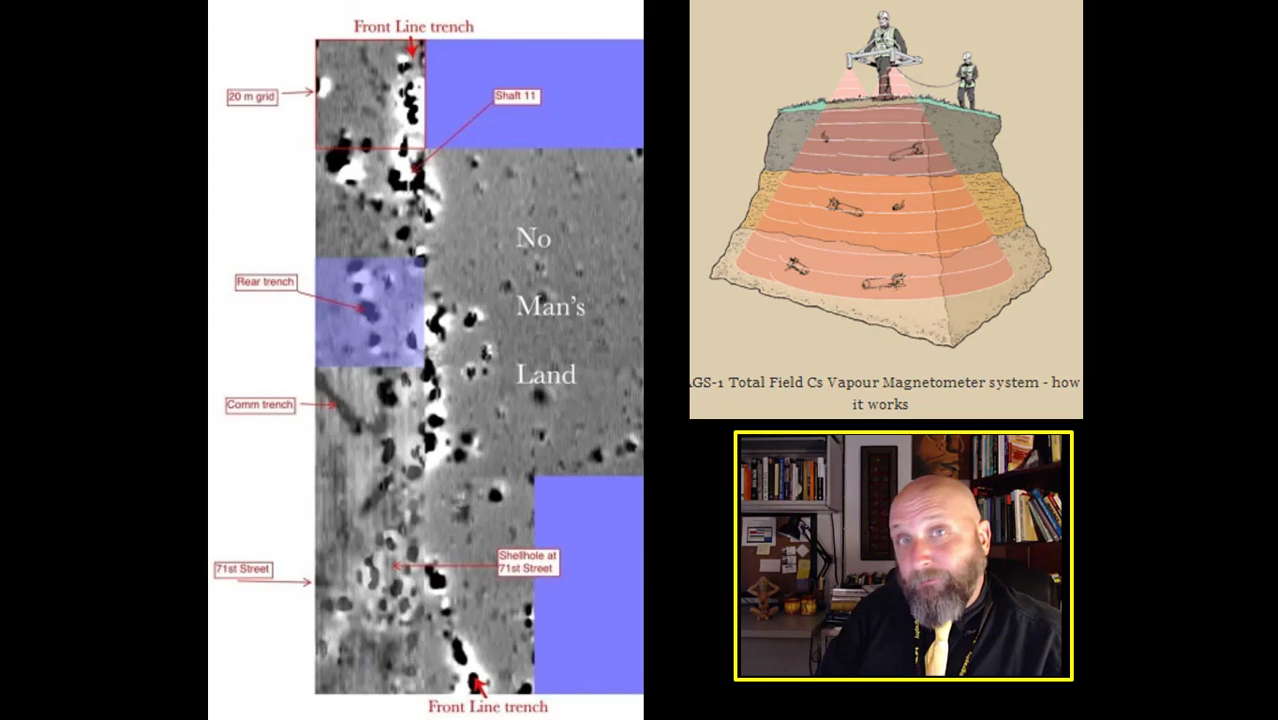 Front Line trench
20 m grid
Shaft 11
No
Man's
Land
Rear trench
Comm trench
71st Street
Shellhole at
71st Street
Front Line trench
GS-1 Total Field Cs Vapour Magnetometer system - how
it works